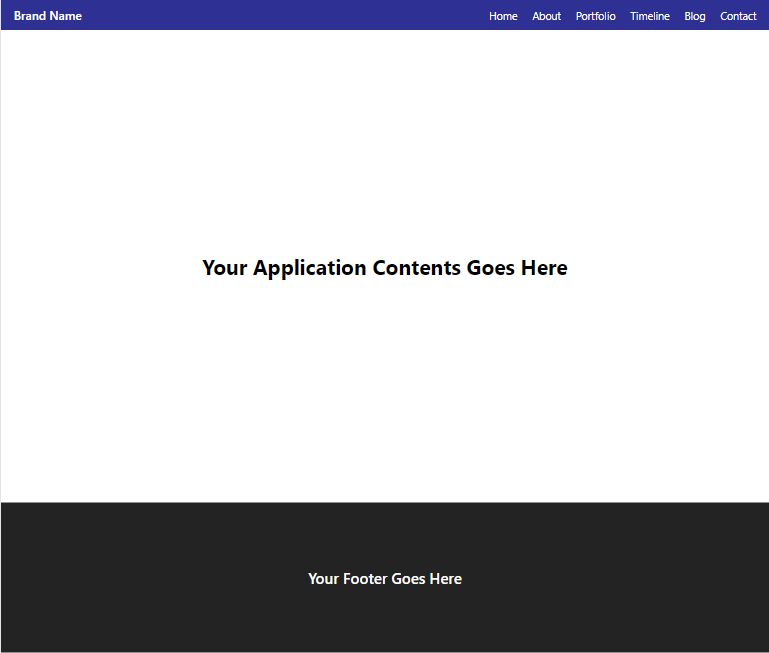 Brand Name Home About Portfolio Timeline Blog Contact
Your Application Contents Goes Here
Your Footer Goes Here